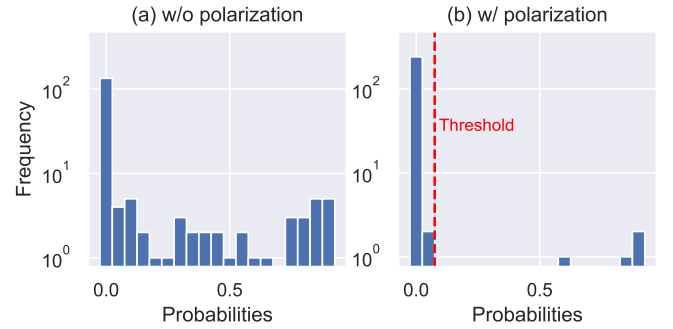 (a) w/o polarization
(b) w/ polarization
Frequency
10²
10¹
10⁰
0.0
0.5
Probabilities
10²
10¹
10⁰
Threshold
0.0
0.5
Probabilities